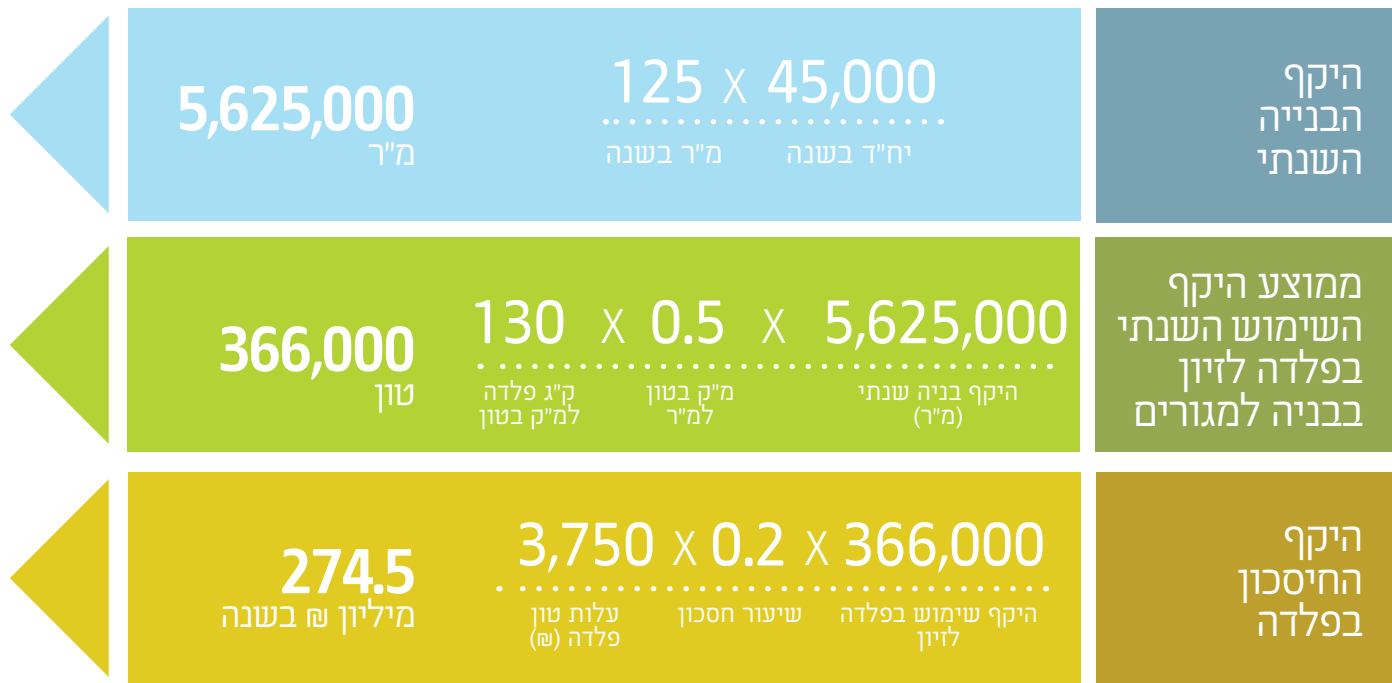 היקף
הבנייה
השנתי
45,000 X 125
יח"ד בשנה
מ"ר בשנה
5,625,000
מ"ר
ממוצע היקף
השימוש השנתי
בפלדה לזיון
בבניה למגורים
5,625,000 X 0.5 X 130
היקף בניה שנתי
(מ"ר)
מ"ק בטון
למ"ר
ק"ג פלדה
למ"ק בטון
366,000
טון
היקף
החיסכון
בפלדה
366,000 X 0.2 X 3,750
היקף שימוש בפלדה
לזיון
שיעור חסכון
עלות טון
פלדה (₪)
274.5
מיליון ₪ בשנה